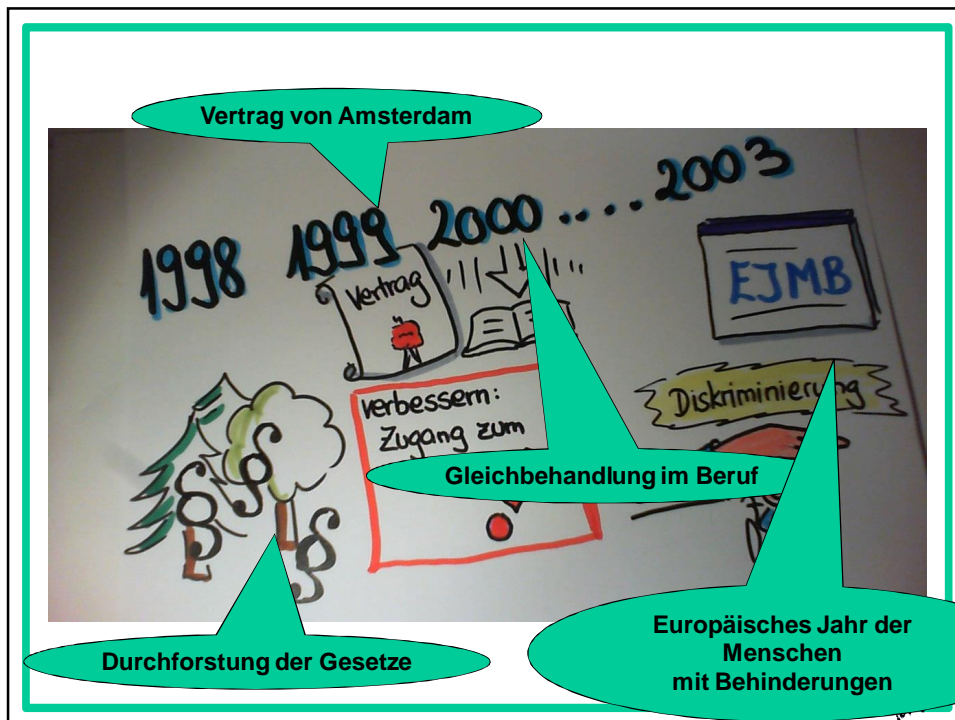 Vertrag von Amsterdam
1998 1999 2000 .... 2003
Vertrag
EJMB
verbessern:
Zugang zum
Diskriminierung
Gleichbehandlung im Beruf
§
§
§
Durchforstung der Gesetze
Europäisches Jahr der
Menschen
mit Behinderungen